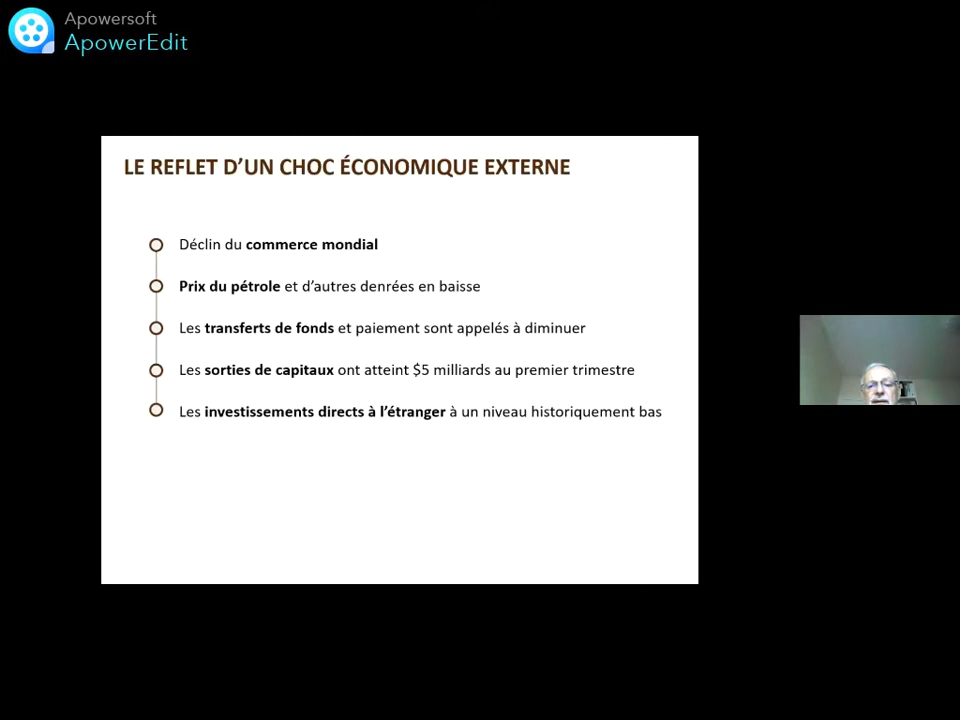 Apowersoft
ApowerEdit
LE REFLET D’UN CHOC ÉCONOMIQUE EXTERNE
Déclin du commerce mondial
Prix du pétrole et d’autres denrées en baisse
Les transferts de fonds et paiement sont appelés à diminuer
Les sorties de capitaux ont atteint $5 milliards au premier trimestre
Les investissements directs à l’étranger à un niveau historiquement bas